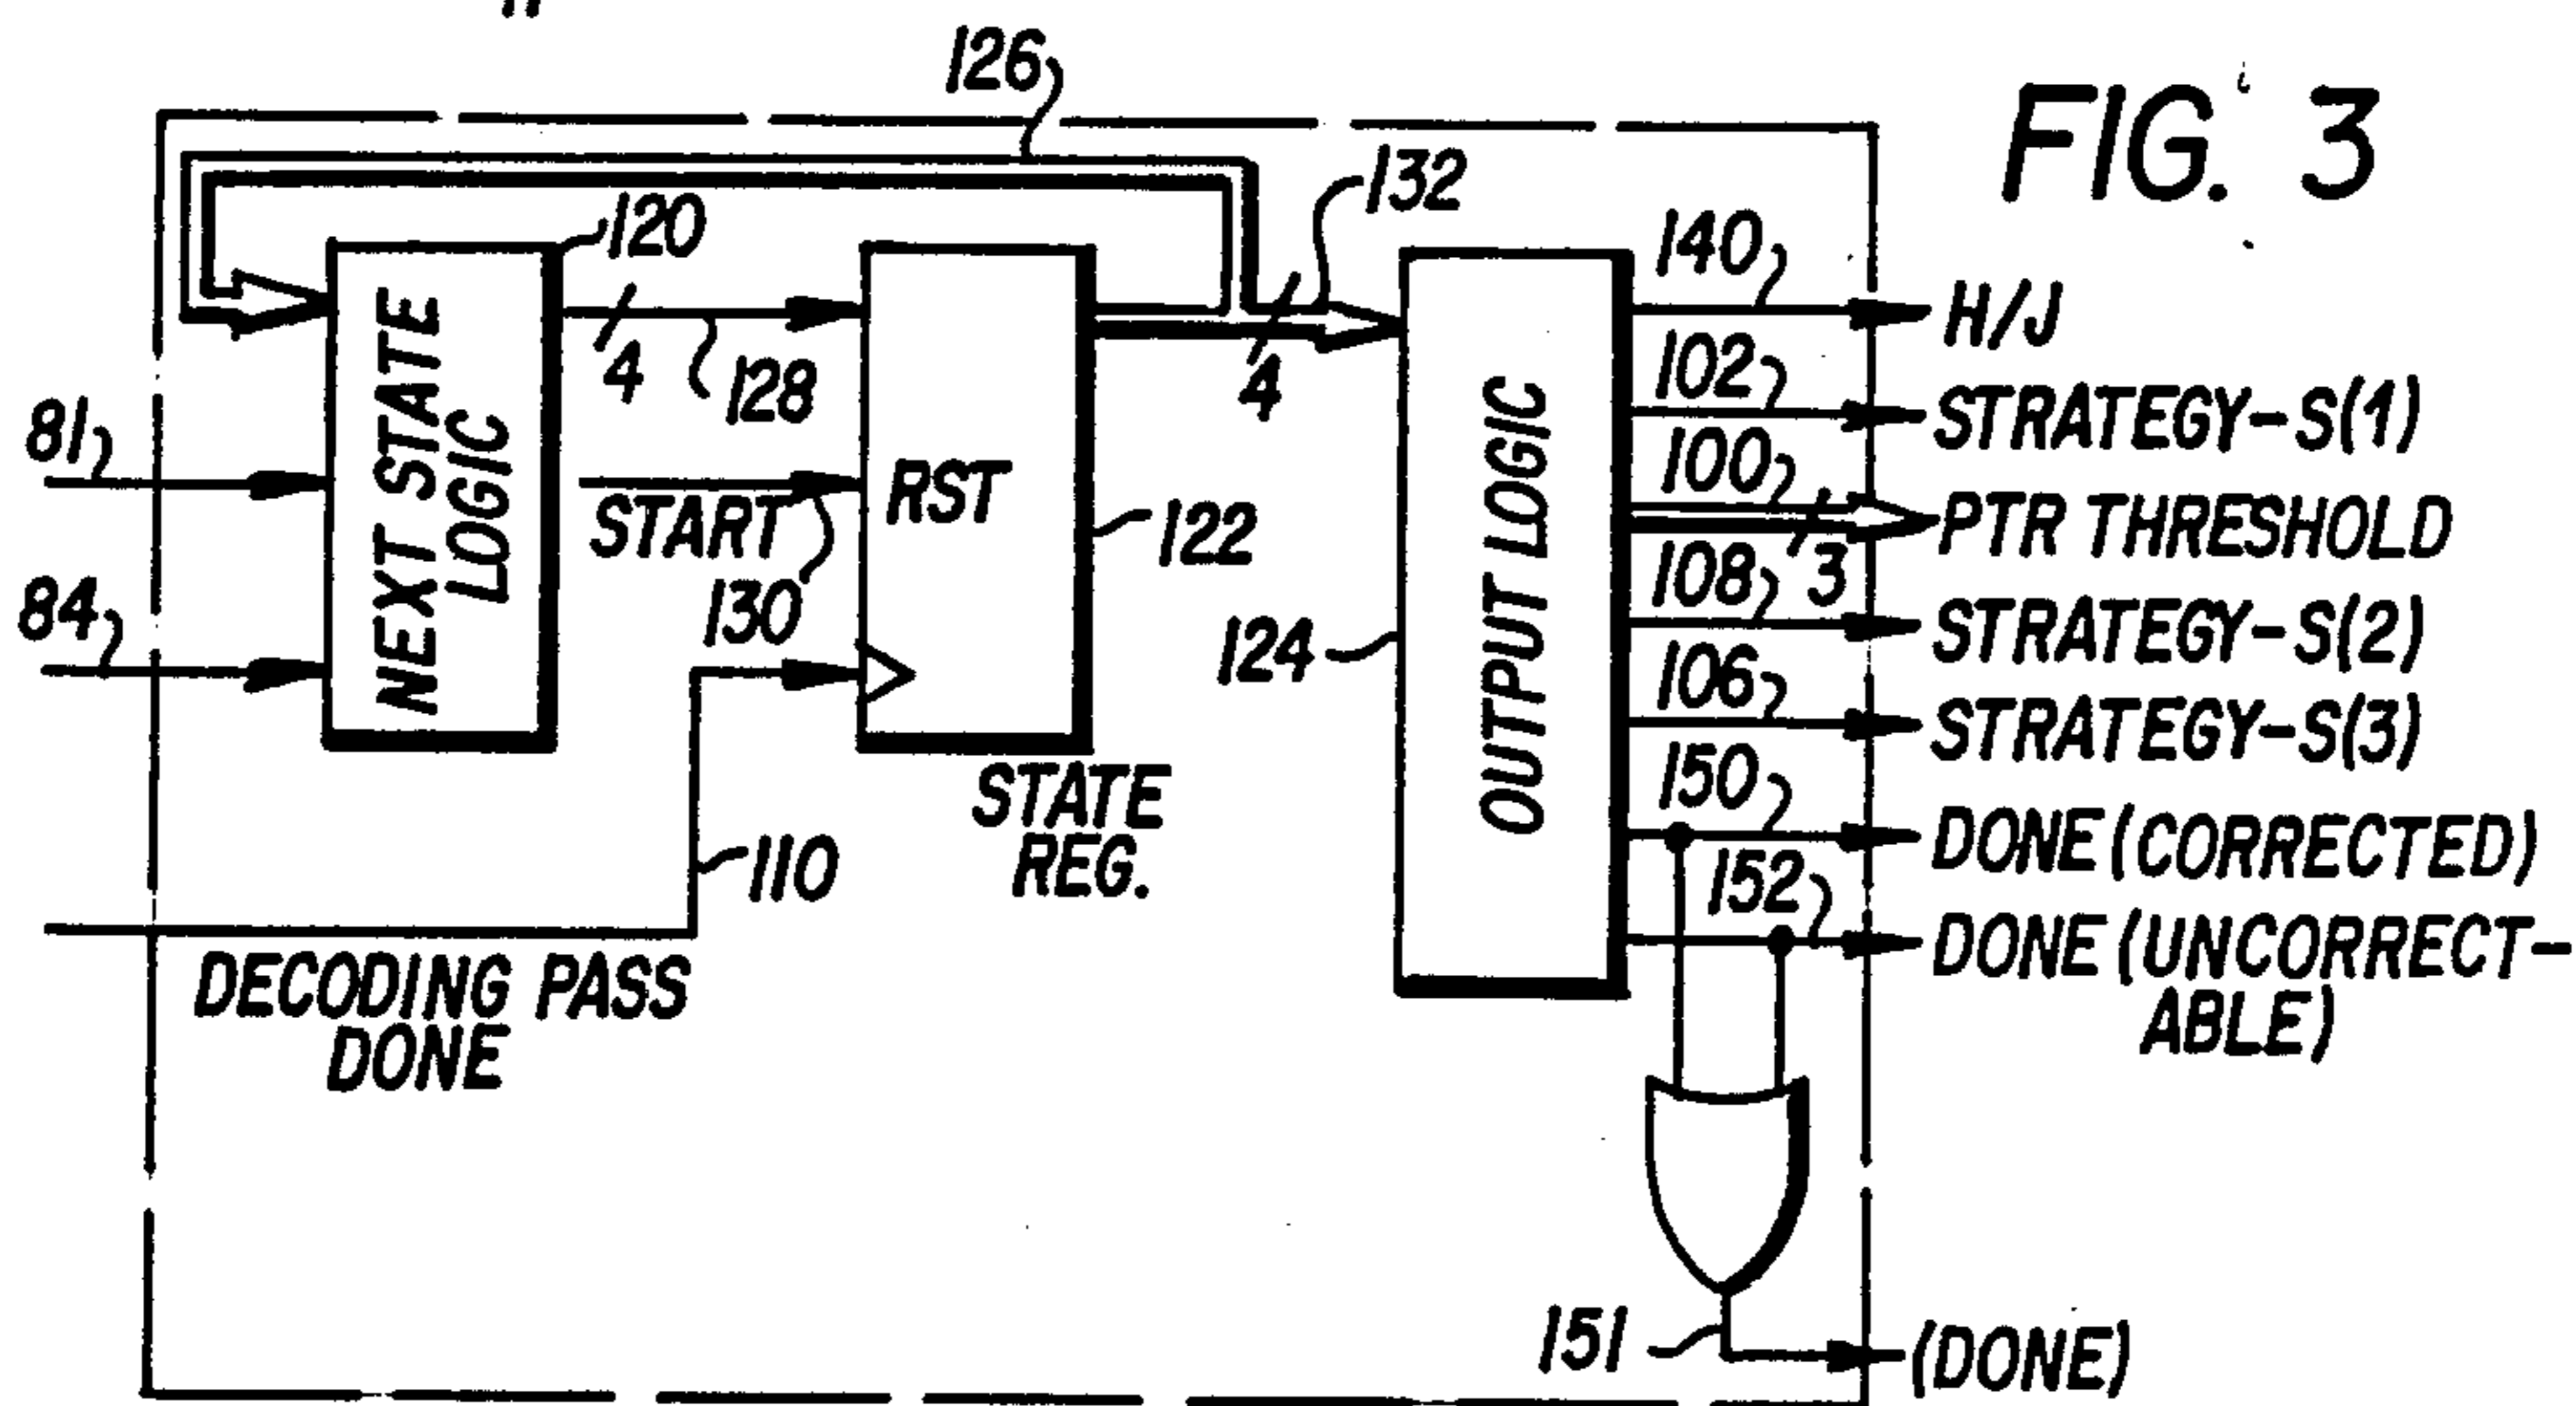 FIG. 3
126
132
120
140
H/J
NEXT STATE
LOGIC
4
128
4
102
STRATEGY-S(1)
81
START
RST
130
122
OUTPUT LOGIC
100
PTR THRESHOLD
3
84
124
108
STRATEGY-S(2)
106
STRATEGY-S(3)
STATE
REG.
150
DONE (CORRECTED)
110
152
DONE (UNCORRECT-
ABLE)
DECODING PASS
DONE
151
(DONE)